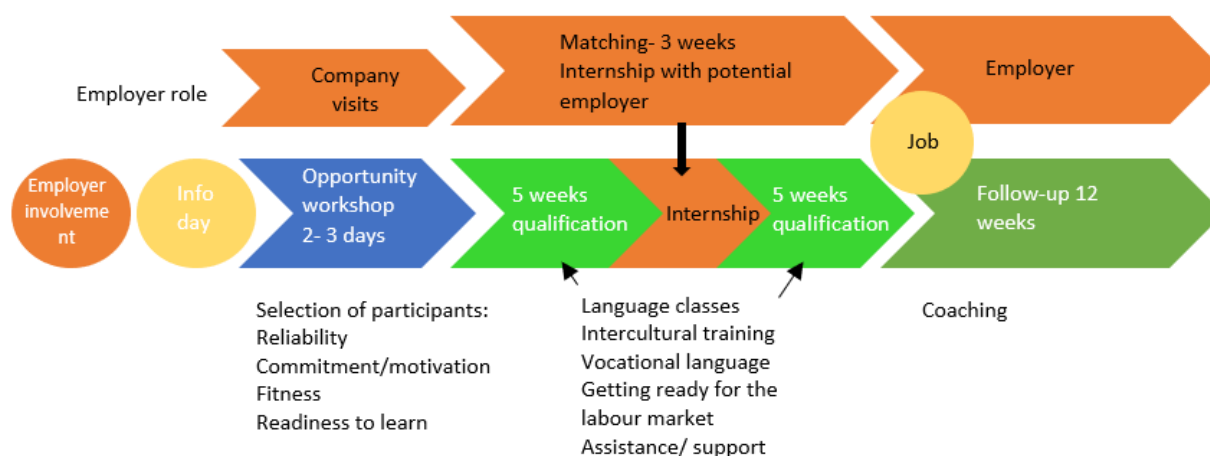 Employer role
Company
visits
Matching- 3 weeks
Internship with potential
employer
Employer
Job
Employer
involveme
nt
Info
day
Opportunity
workshop
2- 3 days
5 weeks
qualification
Internship
5 weeks
qualification
Follow-up 12
weeks
Selection of participants:
Reliability
Commitment/motivation
Fitness
Readiness to learn
Language classes
Intercultural training
Vocational language
Getting ready for the
labour market
Assistance/ support
Coaching